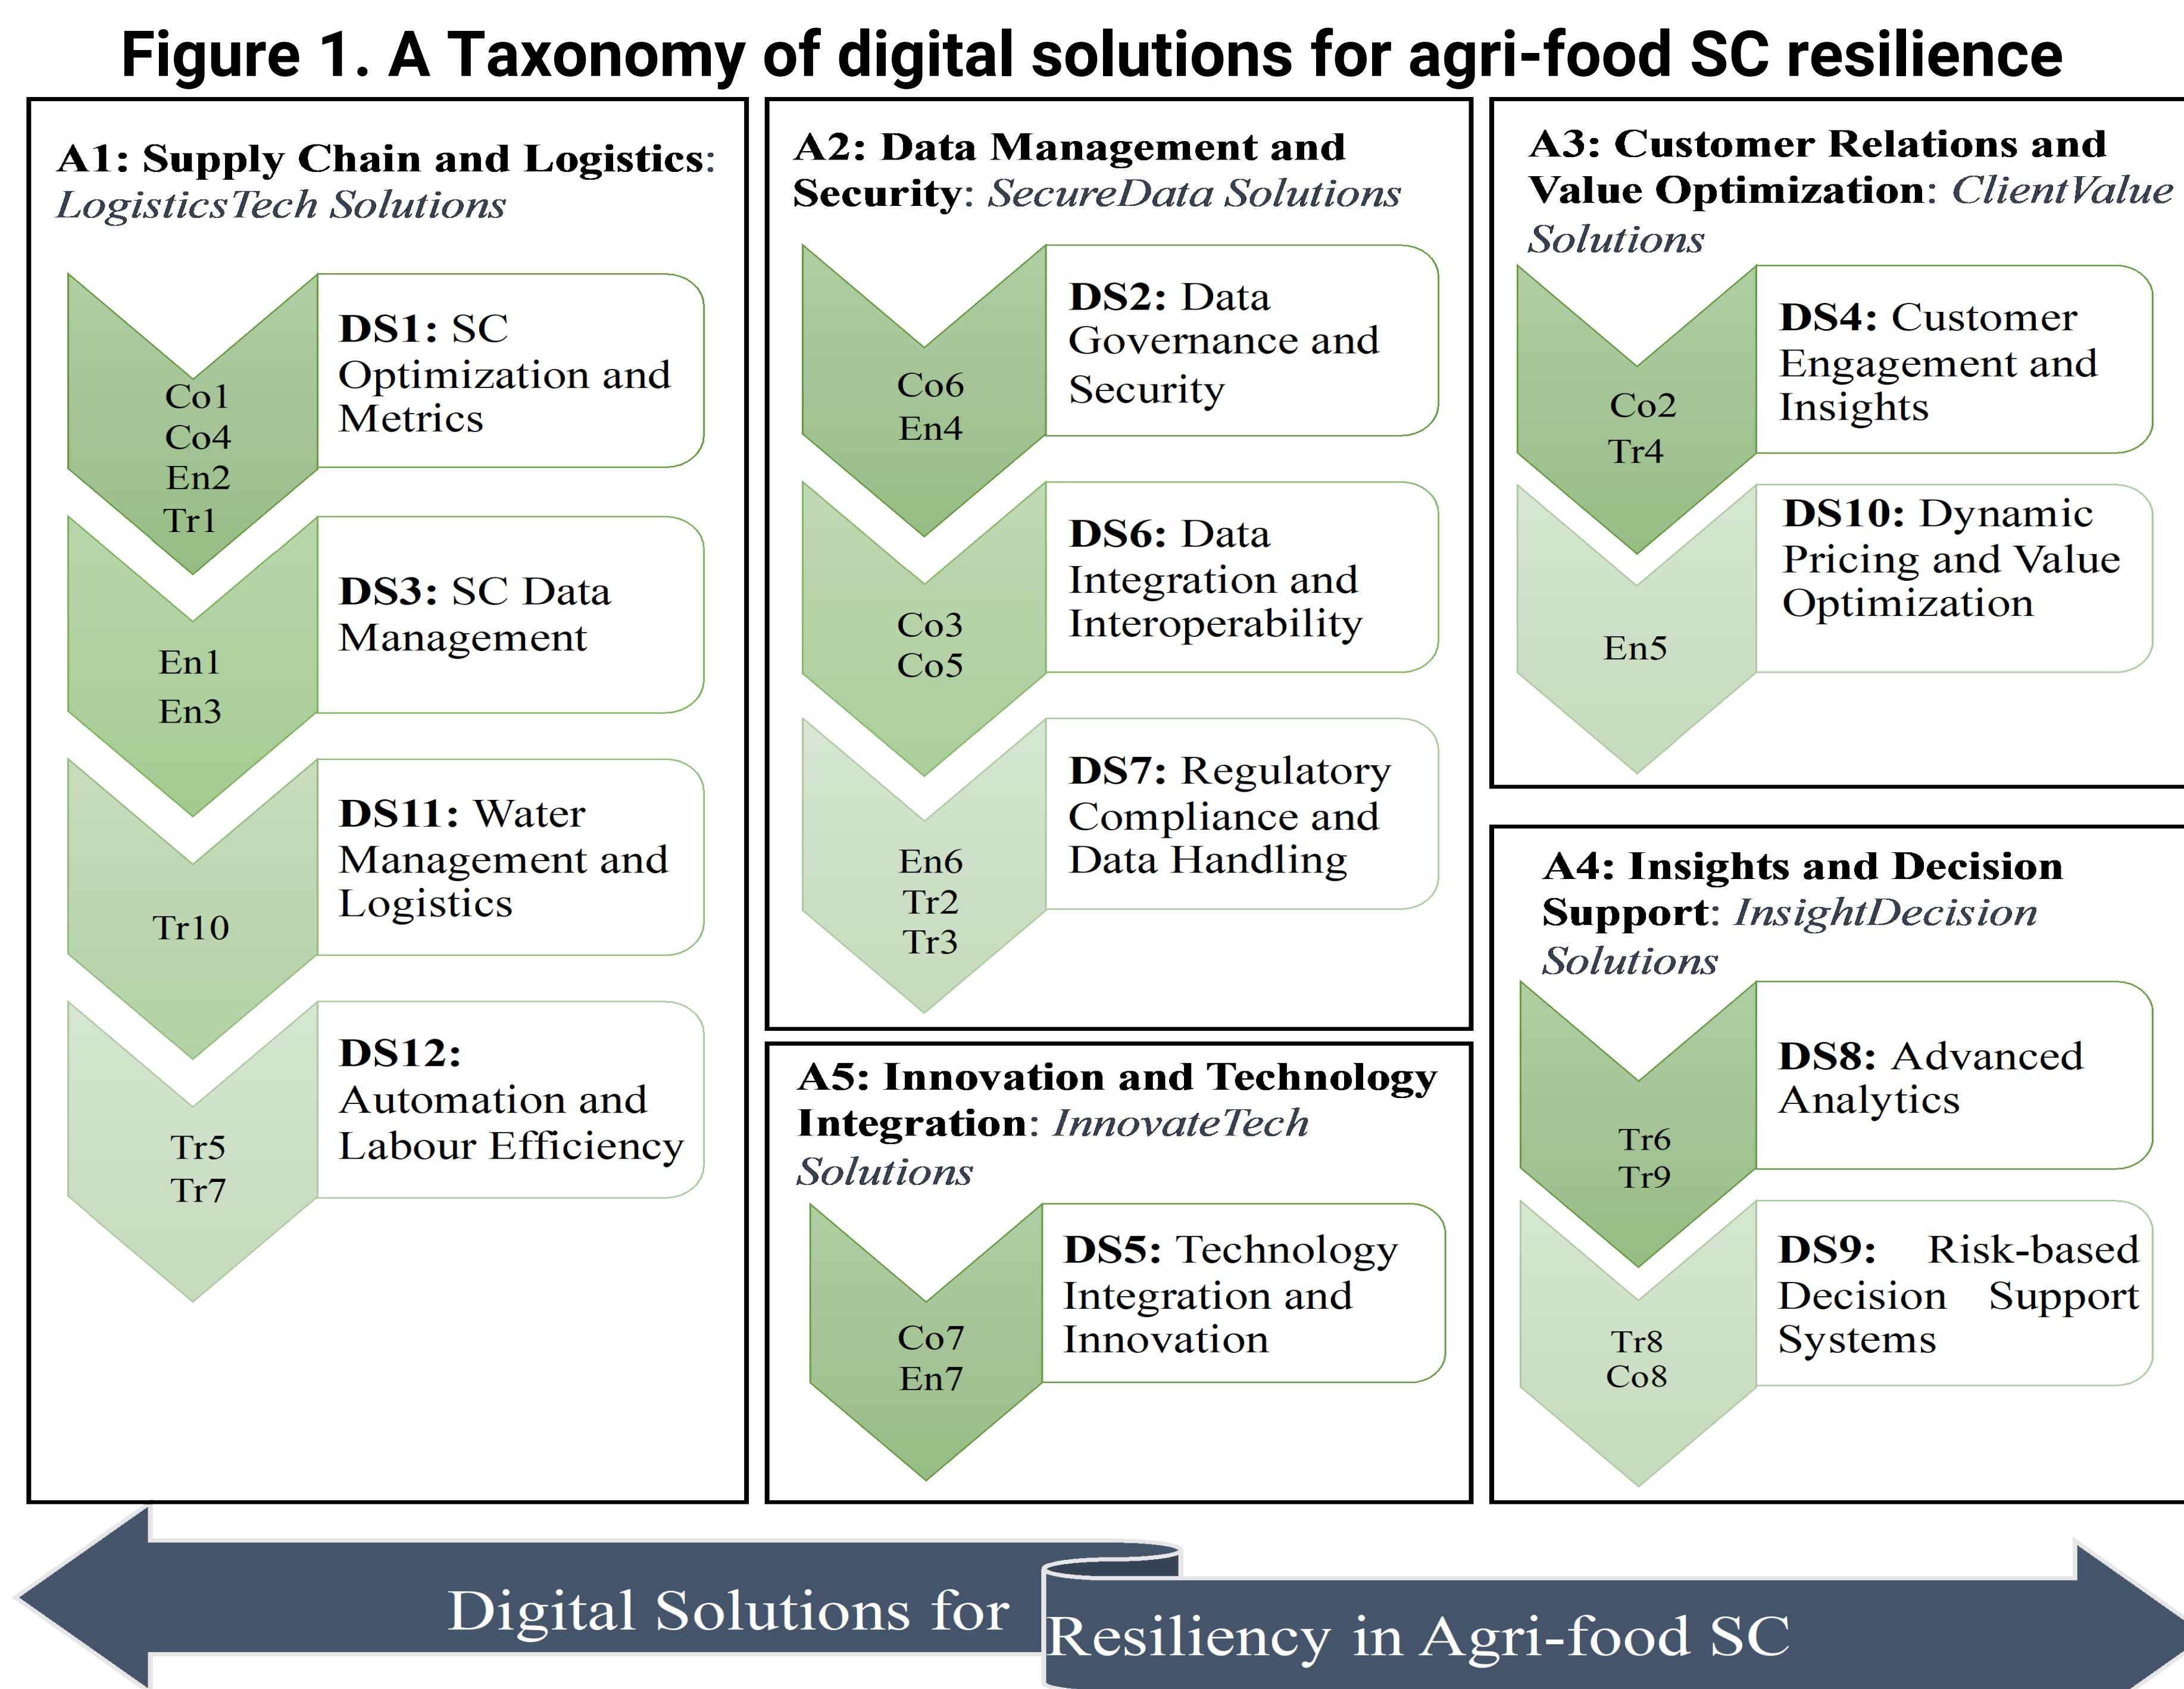 Figure 1. A Taxonomy of digital solutions for agri-food SC resilience
A1: Supply Chain and Logistics:
LogisticsTech Solutions
Co1
Co4
En2
Tr1
DS1: SC
Optimization and
Metrics
En1
En3
DS3: SC Data
Management
Tr10
DS11: Water
Management and
Logistics
Tr5
Tr7
DS12:
Automation and
Labour Efficiency
A2: Data Management and
Security: SecureData Solutions
Co6
En4
DS2: Data
Governance and
Security
Co3
Co5
DS6: Data
Integration and
Interoperability
En6
Tr2
Tr3
DS7: Regulatory
Compliance and
Data Handling
A5: Innovation and Technology
Integration: InnovateTech
Solutions
Co7
En7
DS5: Technology
Integration and
Innovation
A3: Customer Relations and
Value Optimization: ClientValue
Solutions
Co2
Tr4
DS4: Customer
Engagement and
Insights
En5
DS10: Dynamic
Pricing and Value
Optimization
A4: Insights and Decision
Support: InsightDecision
Solutions
Tr6
Tr9
DS8: Advanced
Analytics
Tr8
Co8
DS9: Risk-based
Decision Support
Systems
Digital Solutions for
Resiliency in Agri-food SC